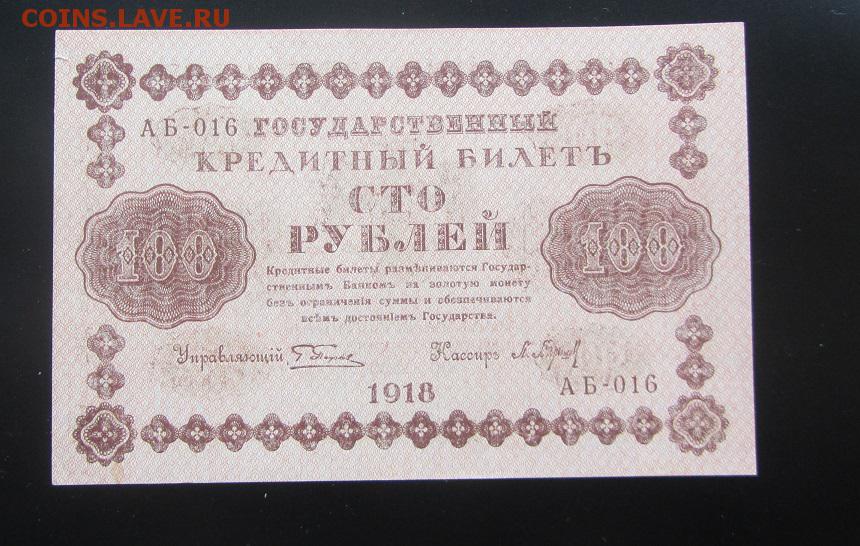 COINS.LAVE.RU
АБ-016 ГОСУДАРСТВЕННЫЙ
КРЕДИТНЫЙ БИЛЕТЪ
СТО
РУБЛЕЙ
100 100
Кредитные билеты размѣниваются Государ-
ственнымъ Банкомъ на золотую монету
безъ ограниченія суммы и обезпечиваются
всѣмъ достояніемъ Государства.
Управляющій Кассиръ
АБ-016
1918